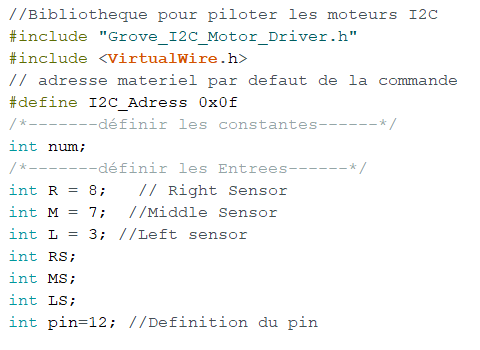 //Bibliotheque pour piloter les moteurs I2C
#include "Grove_I2C_Motor_Driver.h"
#include <VirtualWire.h>
// adresse materiel par defaut de la commande
#define I2C_Adress 0x0f
/*-------définir les constantes------*/
int num;
/*-------définir les Entrees------*/
int R = 8;   // Right Sensor
int M = 7;  //Middle Sensor
int L = 3; //Left sensor
int RS;
int MS;
int LS;
int pin=12; //Definition du pin